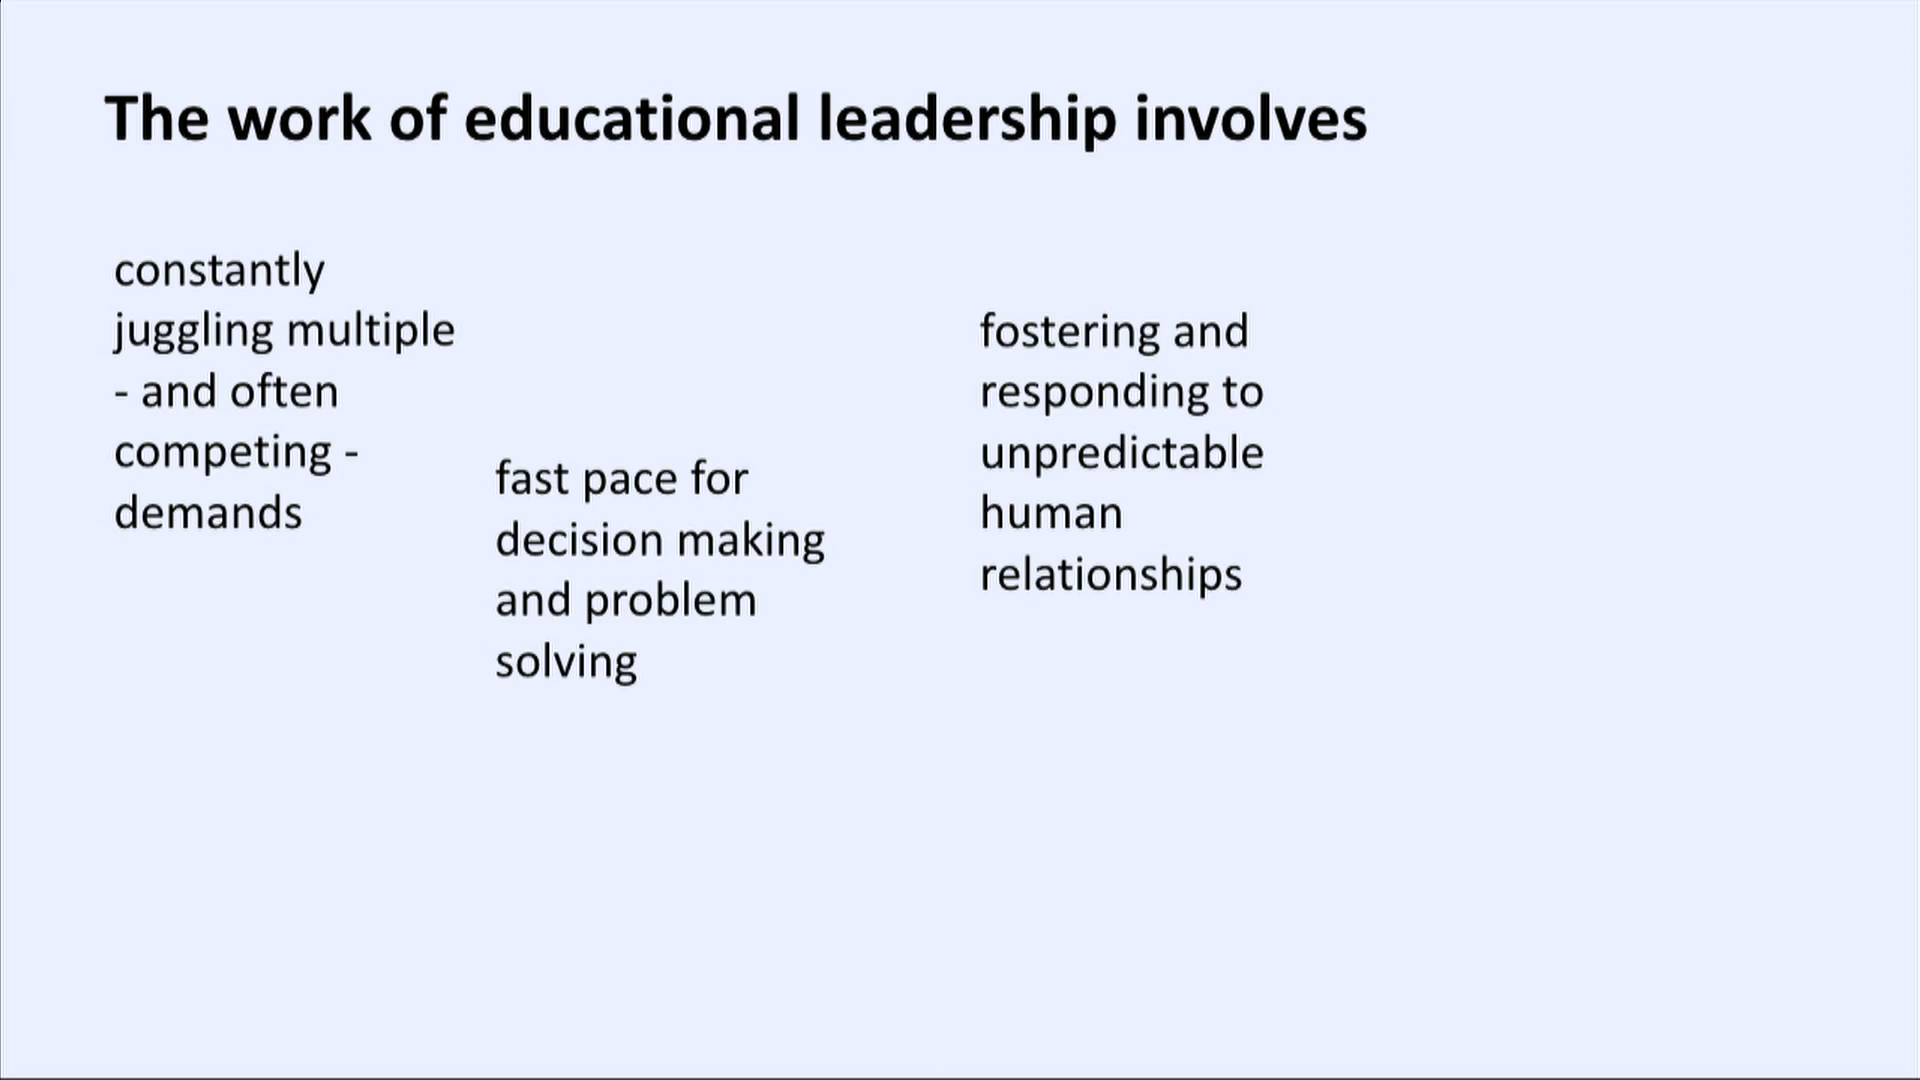 The work of educational leadership involves
constantly
juggling multiple
- and often
competing -
demands
fast pace for
decision making
and problem
solving
fostering and
responding to
unpredictable
human
relationships